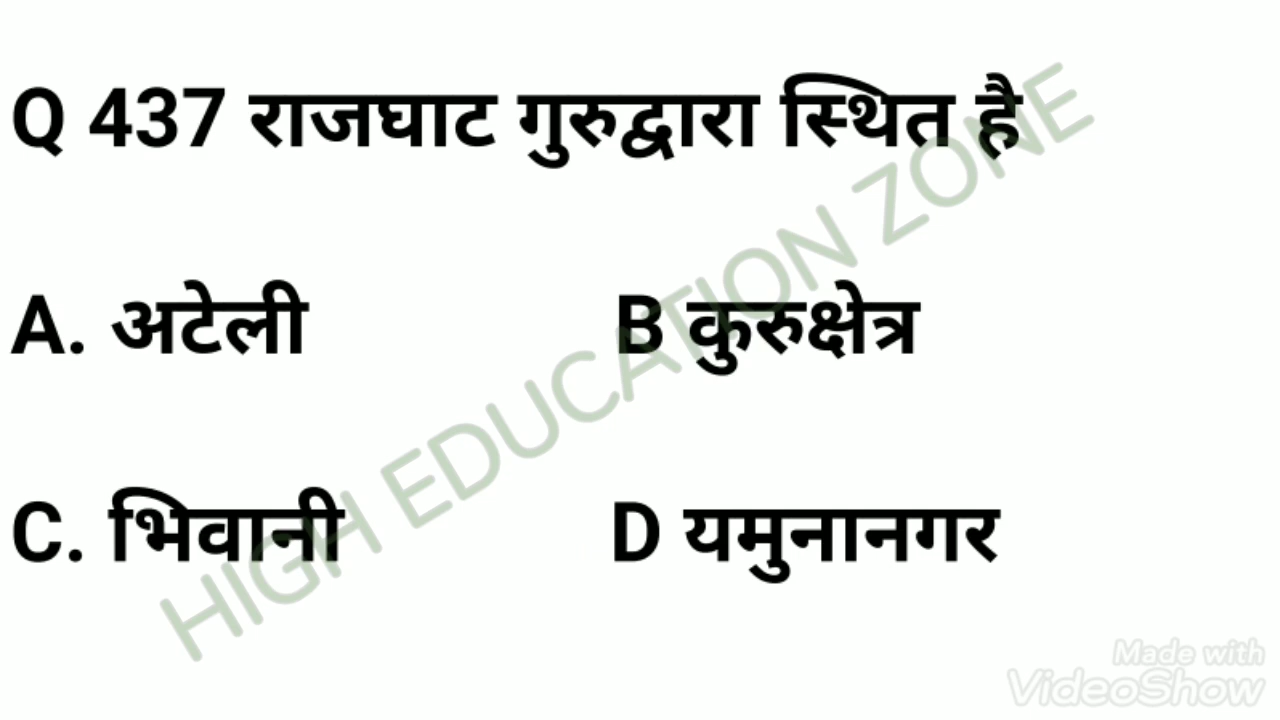 Q 437 राजघाट गुरुद्वारा स्थित है
A. अटेली B कुरुक्षेत्र
C. भिवानी D यमुनानगर
HIGH EDUCATION ZONE
Made with
VideoShow